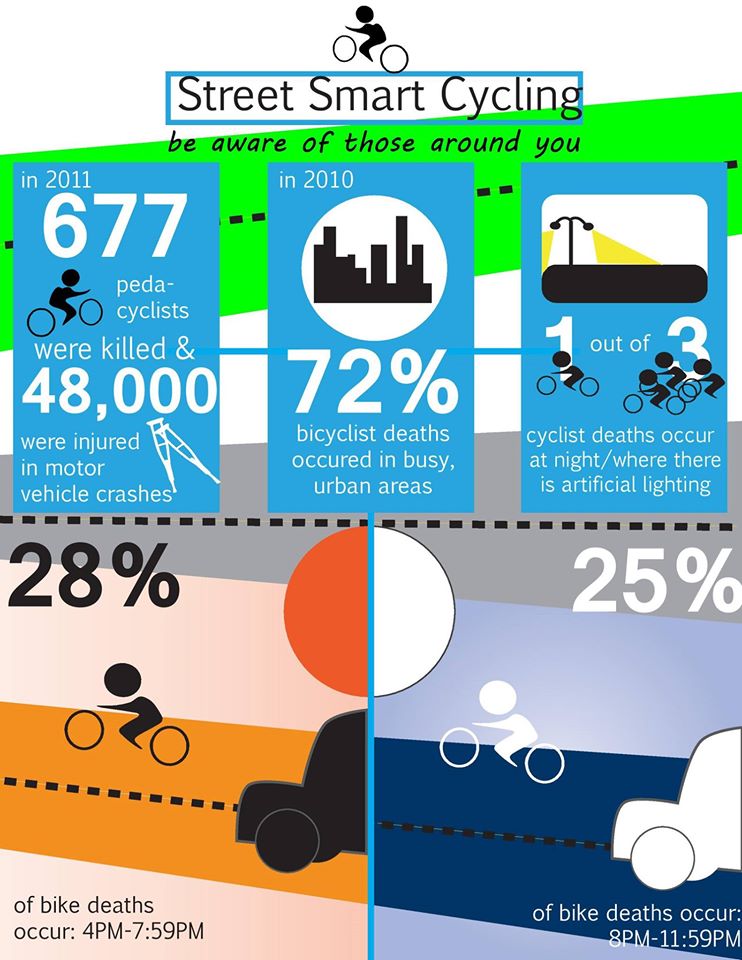 Street Smart Cycling
be aware of those around you
in 2011
677
peda-
cyclists
were killed &
48,000
were injured
in motor
vehicle crashes
in 2010
72%
bicyclist deaths
occured in busy,
urban areas
1 out of 3
cyclist deaths occur
at night/where there
is artificial lighting
28%
of bike deaths
occur: 4PM-7:59PM
25%
of bike deaths occur:
8PM-11:59PM